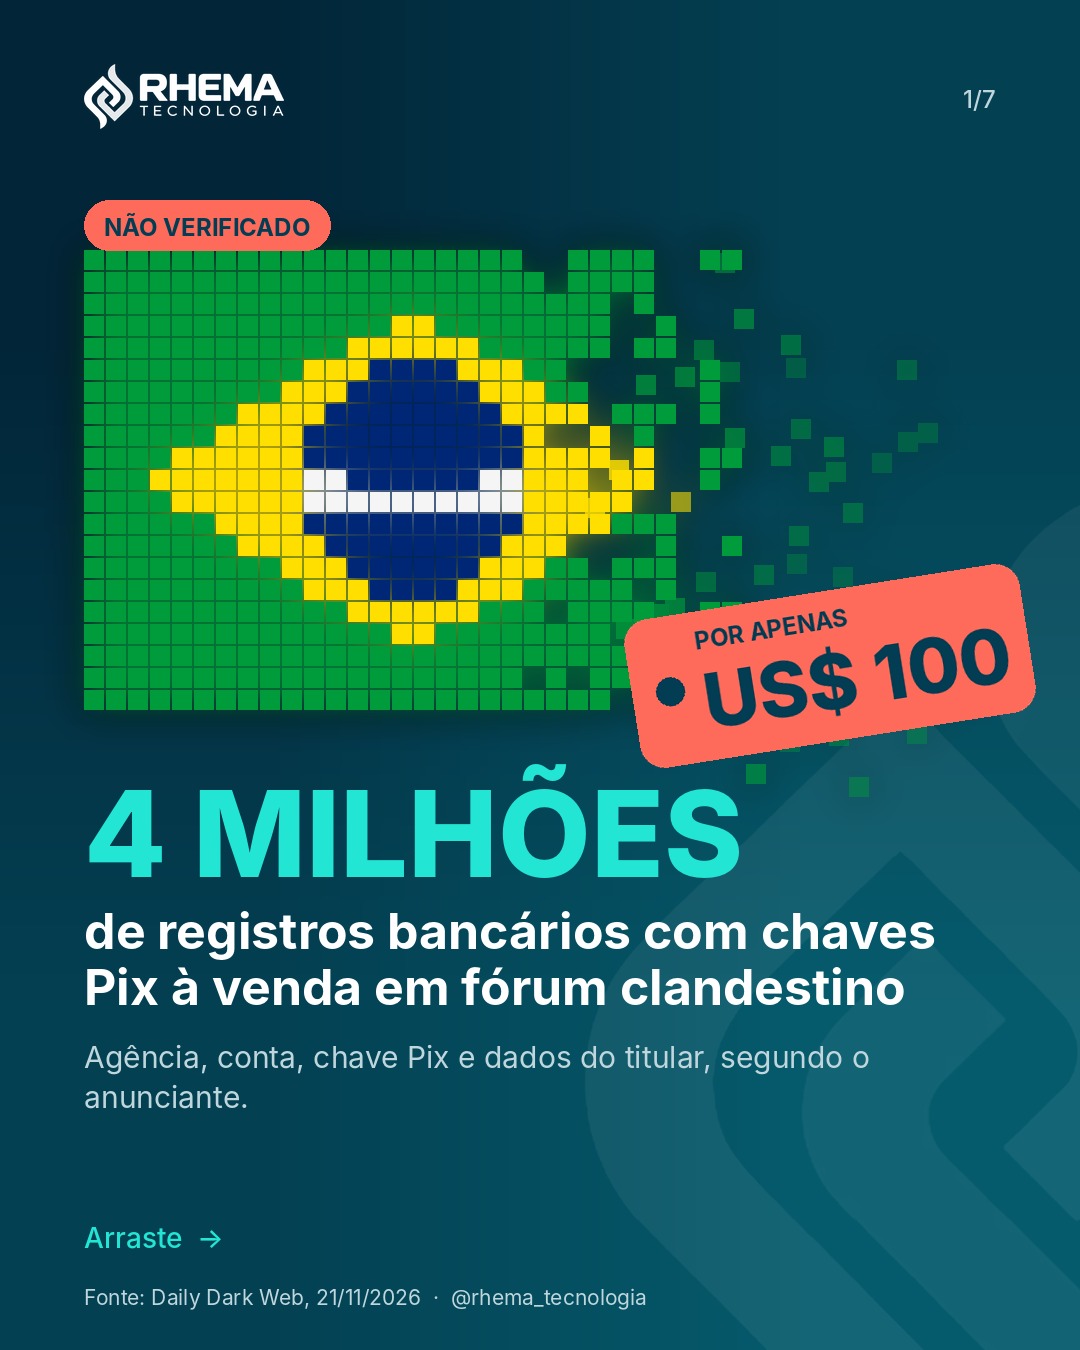 RHEMA
TECNOLOGIA
1/7
NÃO VERIFICADO
POR APENAS
US$ 100
4 MILHÕES
de registros bancários com chaves
Pix à venda em fórum clandestino
Agência, conta, chave Pix e dados do titular, segundo o
anunciante.
Arraste →
Fonte: Daily Dark Web, 21/11/2026 · @rhema_tecnologia